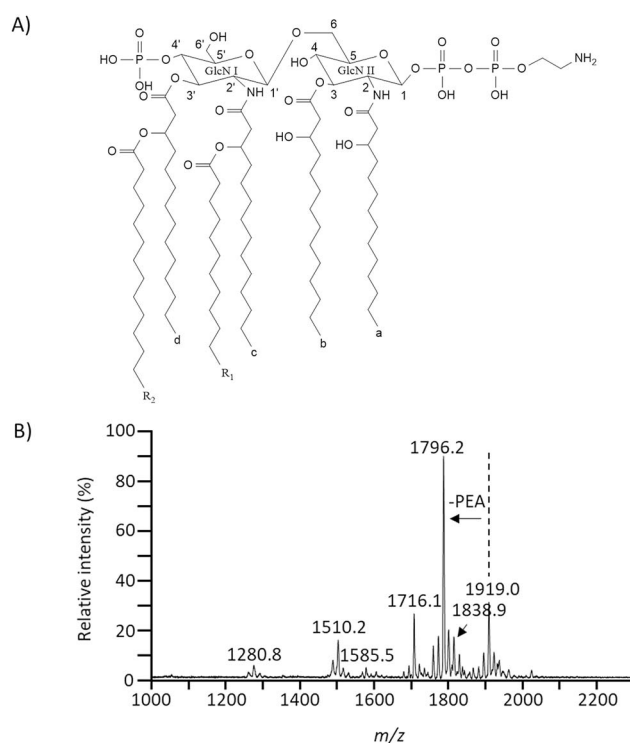 A)
OH
6'
6
O
4'
O
4
NH₂
O
HO
P
O
5'
O
HO
5
O
O
P
O
P
O
OH
GlcN I
GlcN II
O
3'
2'
NH
1'
O
3
2
NH
1
OH
OH
O
O
O
O
O
O
HO
HO
O
O
d
c
b
a
R₁
R₂
B)
100
80
60
40
20
0
Relative intensity (%)
1796.2
-PEA
1919.0
1838.9
1716.1
1510.2
1585.5
1280.8
1000 1200 1400 1600 1800 2000 2200
m/z